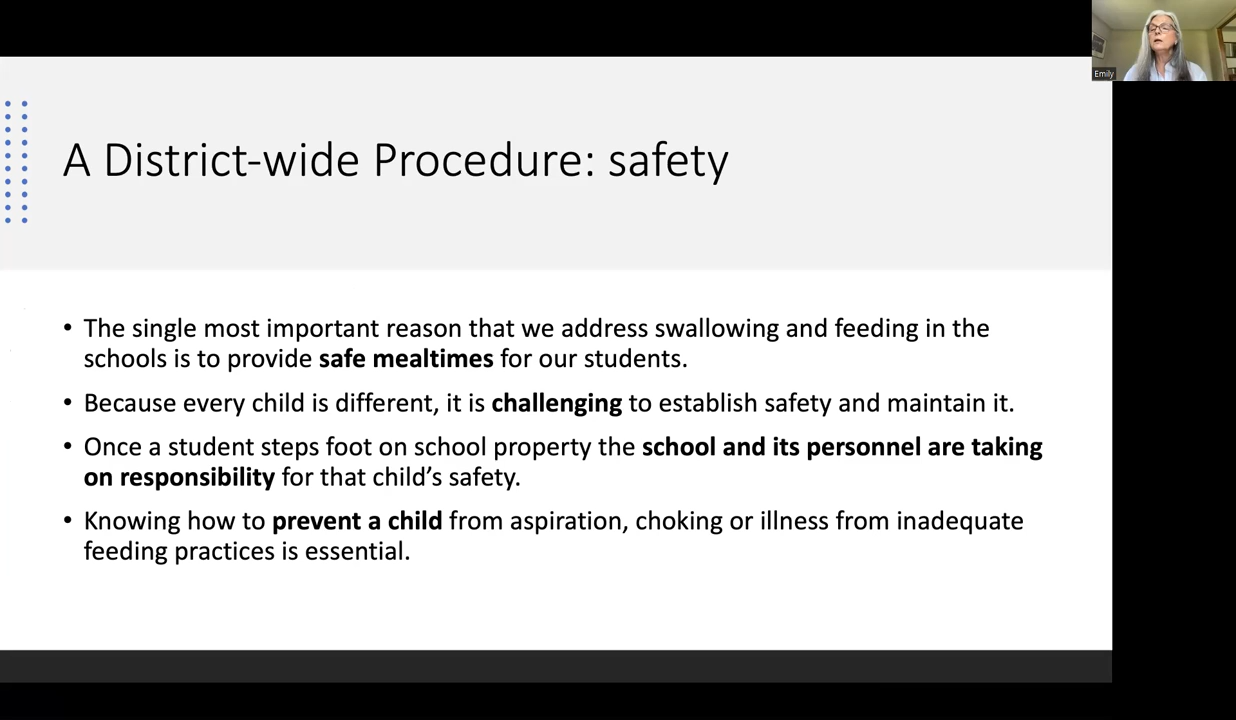 Emily
A District-wide Procedure: safety
• The single most important reason that we address swallowing and feeding in the
schools is to provide safe mealtimes for our students.
• Because every child is different, it is challenging to establish safety and maintain it.
• Once a student steps foot on school property the school and its personnel are taking
on responsibility for that child’s safety.
• Knowing how to prevent a child from aspiration, choking or illness from inadequate
feeding practices is essential.